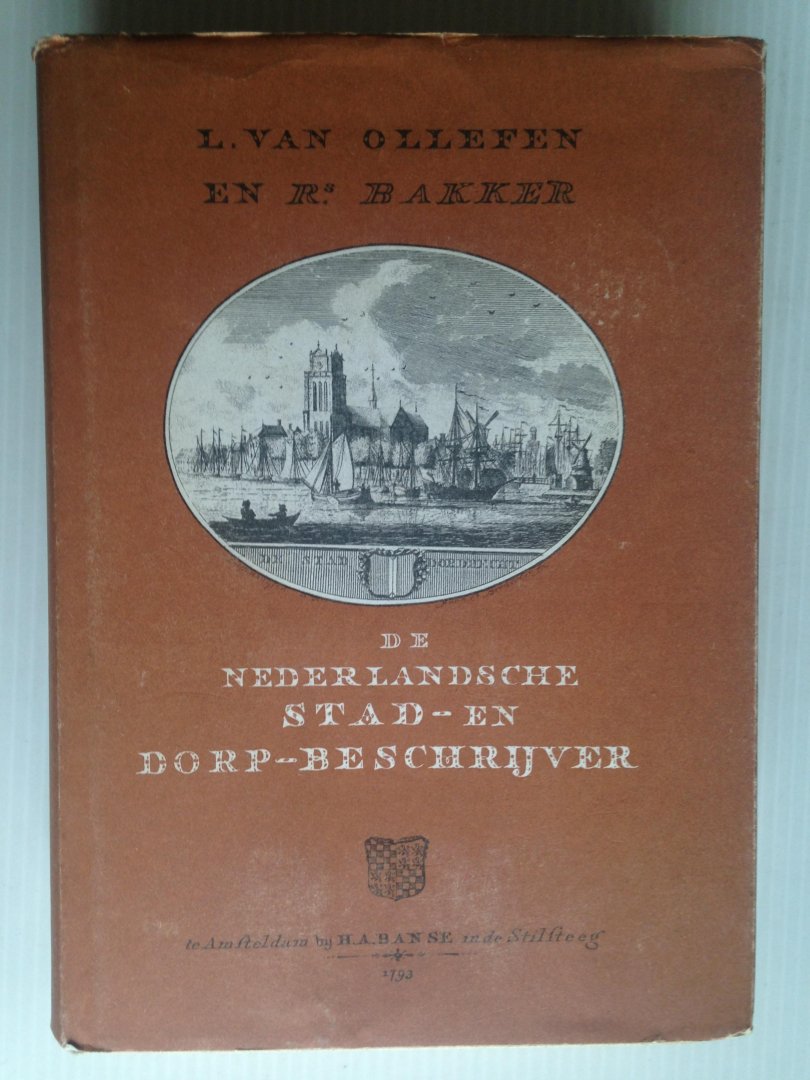 L. VAN OLLEFEN
EN Rs. BAKKER
DE STAD DORDRECHT
DE
NEDERLANDSCHE
STAD- EN
DORP-BESCHRIJVER
te Amsteldam by H. A. BANSE in de Stilsteeg
1793